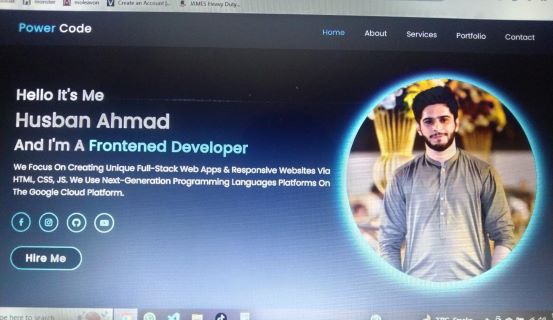 monster
moleavon
Create an Account |...
JAMES Heavy Duty...
Power Code
Home
About
Services
Portfolio
Contact
Hello It's Me
Husban Ahmad
And I'm A Frontened Developer
We Focus On Creating Unique Full-Stack Web Apps & Responsive Websites Via
HTML, CSS, JS. We Use Next-Generation Programming Languages Platforms On
The Google Cloud Platform.
Hire Me
here to search